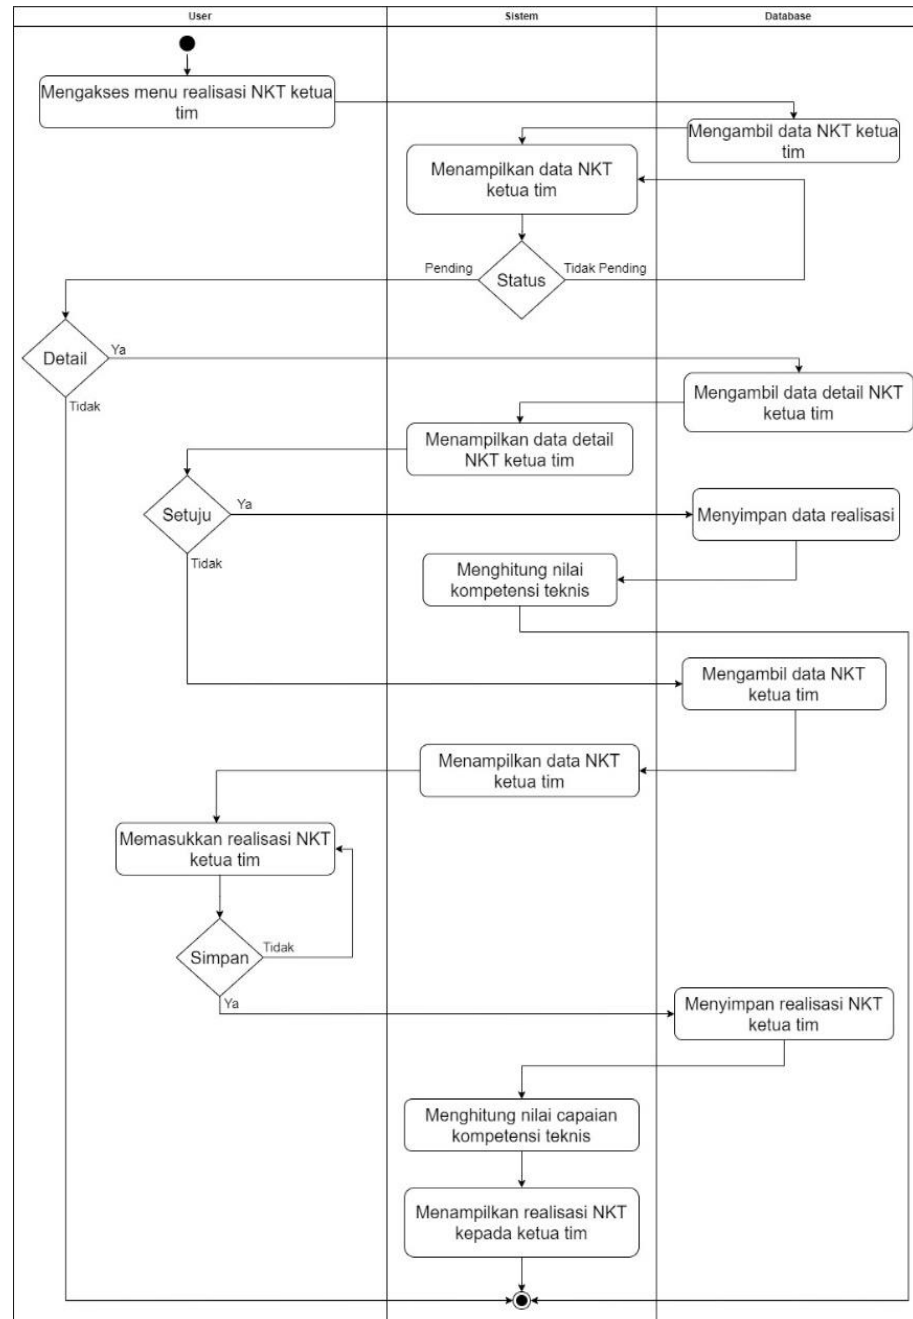 User
Sistem
Database
Mengakses menu realisasi NKT ketua
tim
Mengambil data NKT ketua
tim
Menampilkan data NKT
ketua tim
Pending
Status
Tidak Pending
Detail
Ya
Tidak
Mengambil data detail NKT
ketua tim
Menampilkan data detail
NKT ketua tim
Setuju
Ya
Tidak
Menyimpan data realisasi
Menghitung nilai
kompetensi teknis
Mengambil data NKT
ketua tim
Menampilkan data NKT
ketua tim
Memasukkan realisasi NKT
ketua tim
Simpan
Tidak
Ya
Menyimpan realisasi NKT
ketua tim
Menghitung nilai capaian
kompetensi teknis
Menampilkan realisasi NKT
kepada ketua tim